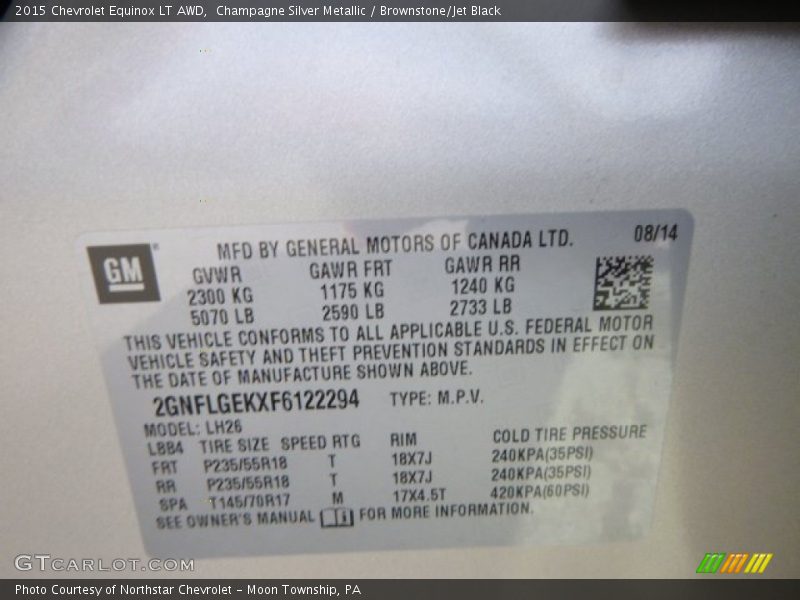 2015 Chevrolet Equinox LT AWD,  Champagne Silver Metallic / Brownstone/Jet Black
GM
MFD BY GENERAL MOTORS OF CANADA LTD. 08/14
GVWR GAWR FRT GAWR RR
2300 KG 1175 KG 1240 KG
5070 LB 2590 LB 2733 LB
THIS VEHICLE CONFORMS TO ALL APPLICABLE U.S. FEDERAL MOTOR
VEHICLE SAFETY AND THEFT PREVENTION STANDARDS IN EFFECT ON
THE DATE OF MANUFACTURE SHOWN ABOVE.
2GNFLGEKXF6122294 TYPE: M.P.V.
MODEL: LH26
L884 TIRE SIZE SPEED RTG RIM COLD TIRE PRESSURE
FRT P235/55R18 T 18X7J 240KPA(35PSI)
RR P235/55R18 T 18X7J 240KPA(35PSI)
SPA T145/70R17 M 17X4.5T 420KPA(60PSI)
SEE OWNER'S MANUAL FOR MORE INFORMATION.
GTCARLOT.COM
Photo Courtesy of Northstar Chevrolet - Moon Township, PA